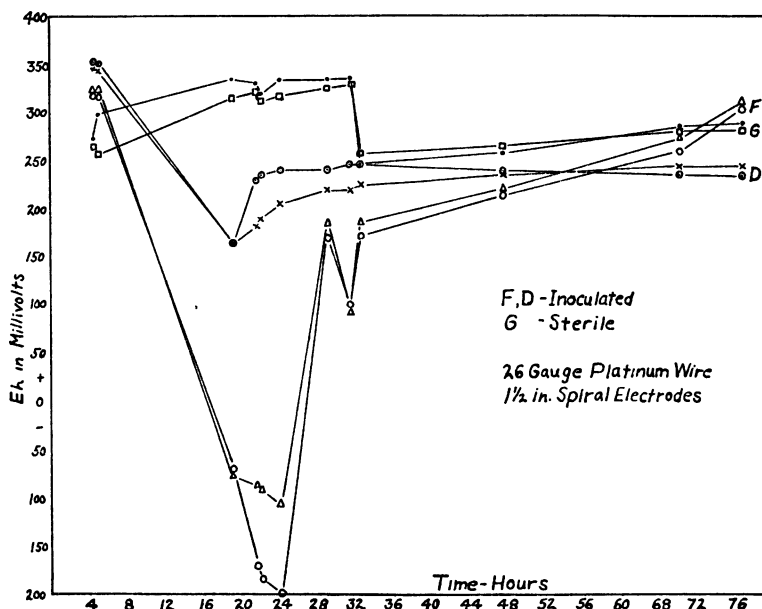 400
350
300
250
200
150
100
50
+
0
-
50
100
150
200
Eh in Millivolts
F
G
D
F,D - Inoculated
G - Sterile
26 Gauge Platinum Wire
1½ in. Spiral Electrodes
Time-Hours
4 8 12 16 20 24 28 32 36 40 44 48 52 56 60 64 68 72 76